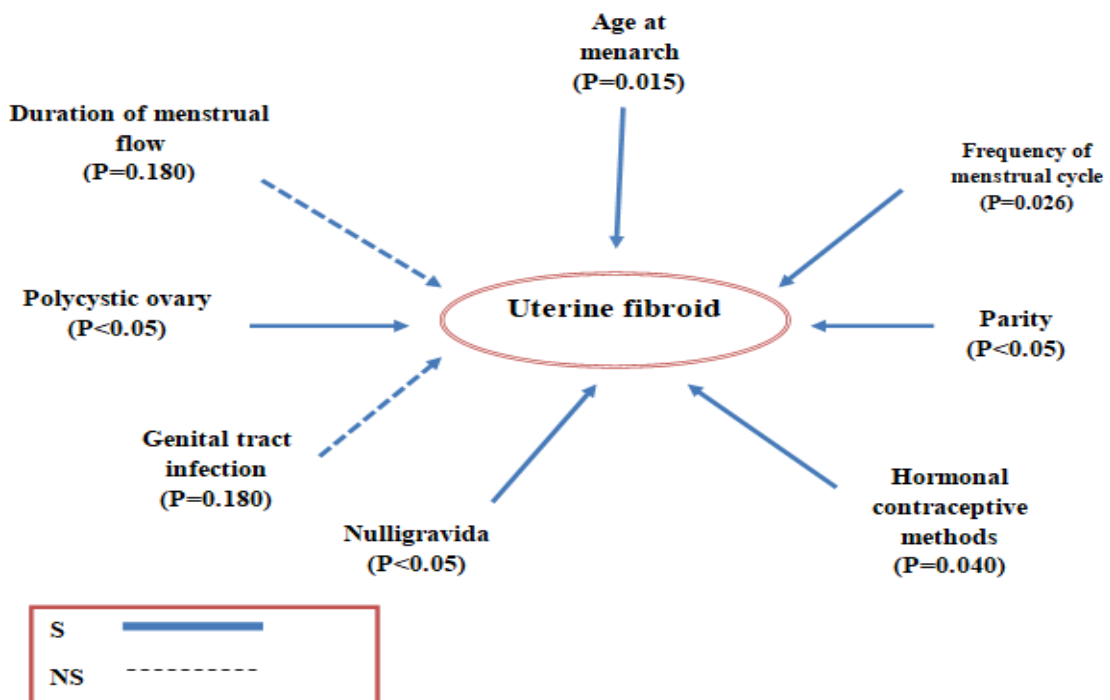 Age at
menarch
(P=0.015)
Duration of menstrual
flow
(P=0.180)
Frequency of
menstrual cycle
(P=0.026)
Polycystic ovary
(P<0.05)
Uterine fibroid
Parity
(P<0.05)
Genital tract
infection
(P=0.180)
Nulligravida
(P<0.05)
Hormonal
contraceptive
methods
(P=0.040)
S
NS